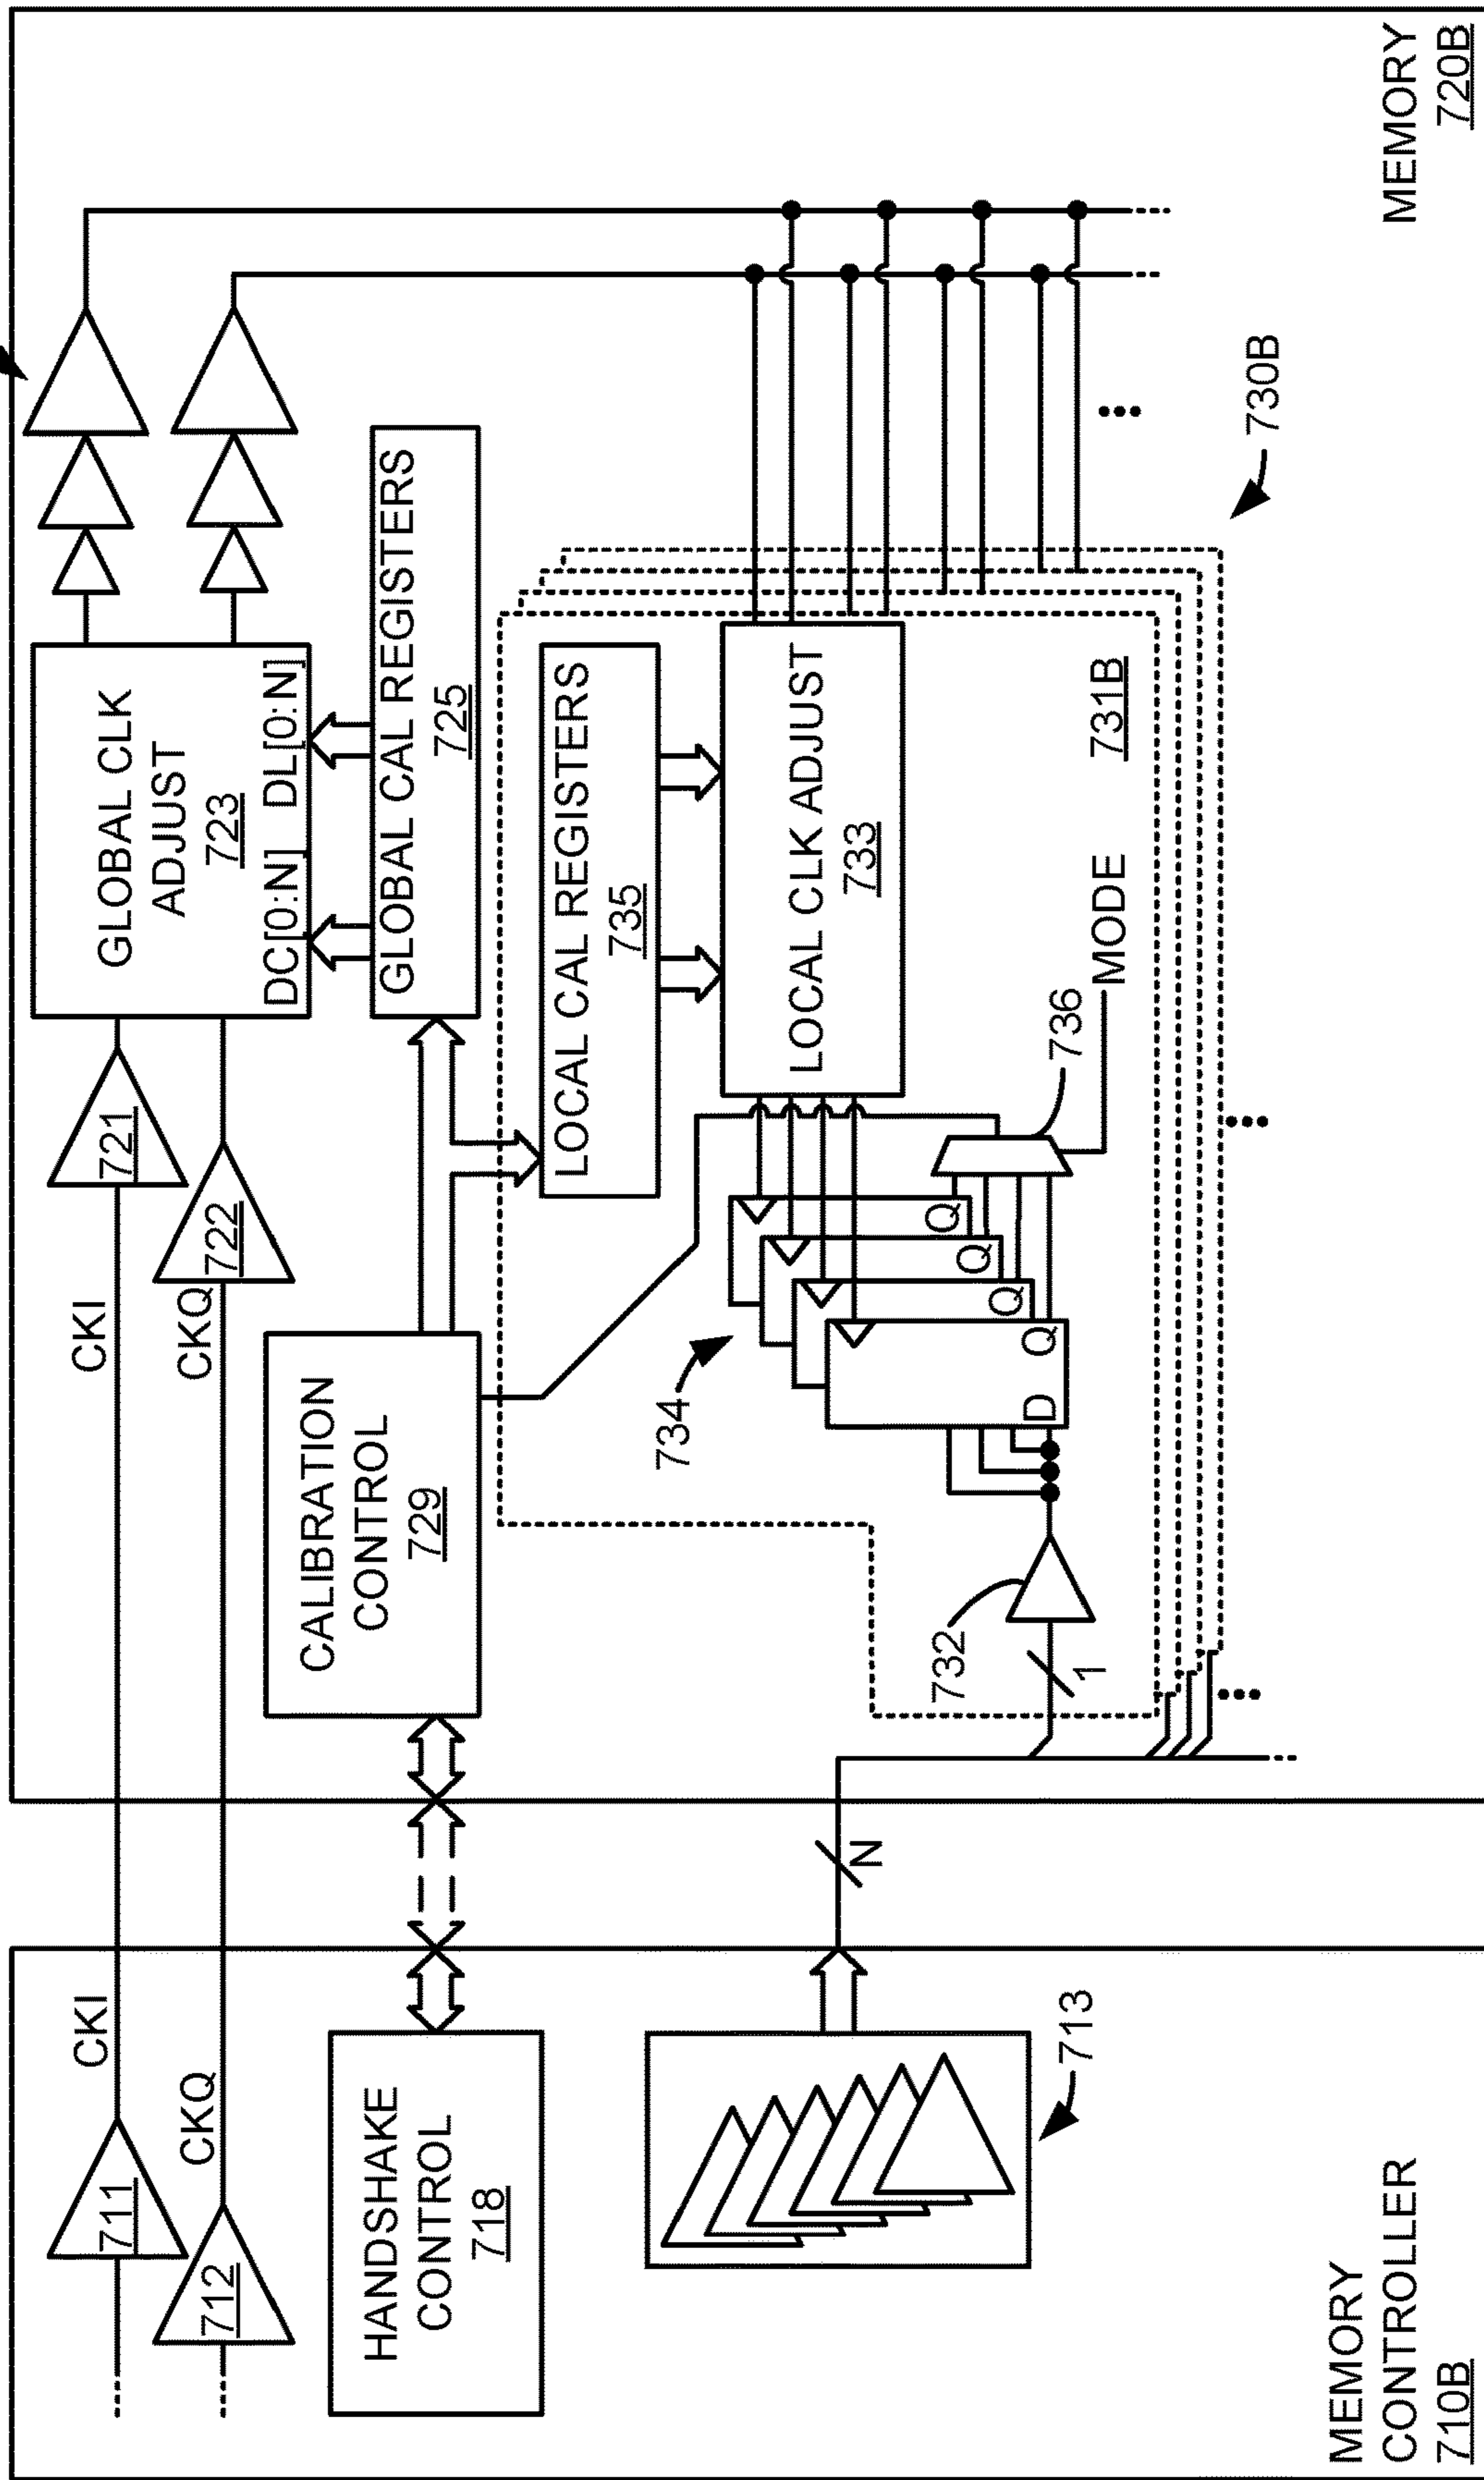 CKI
711
CKQ
712
HANDSHAKE
CONTROL
718
713
MEMORY
CONTROLLER
710B
N
CKI
721
CKQ
722
CALIBRATION
CONTROL
729
GLOBAL CLK
ADJUST
723
DC[0:N]
DL[0:N]
GLOBAL CAL REGISTERS
725
LOCAL CAL REGISTERS
735
LOCAL CLK ADJUST
733
734
Q
Q
Q
D
Q
732
1
736
MODE
731B
730B
MEMORY
720B